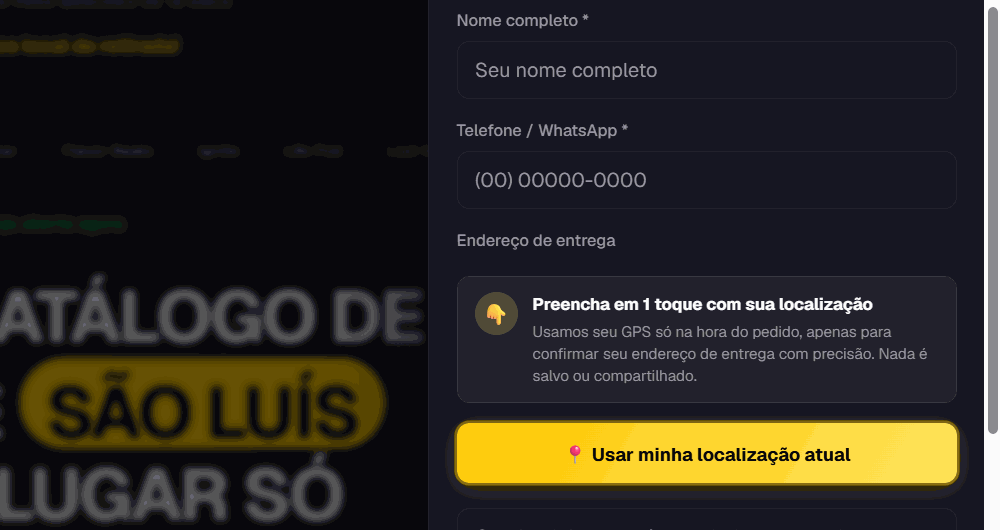 Nome completo *
Seu nome completo
Telefone / WhatsApp *
(00) 00000-0000
Endereço de entrega
Preencha em 1 toque com sua localização
Usamos seu GPS só na hora do pedido, apenas para
confirmar seu endereço de entrega com precisão. Nada é
salvo ou compartilhado.
Usar minha localização atual
ATÁLOGO DE
SÃO LUÍS
LUGAR SÓ